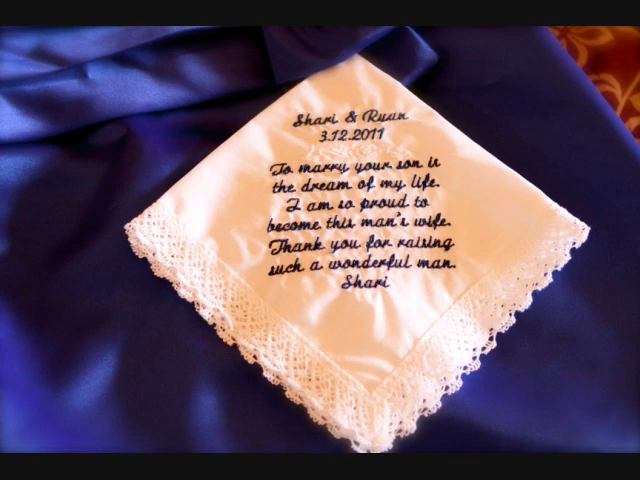 Shari & Ryan
3.12.2011
To marry your son is
the dream of my life.
I am so proud to
become this man's wife.
Thank you for raising
such a wonderful man.
Shari